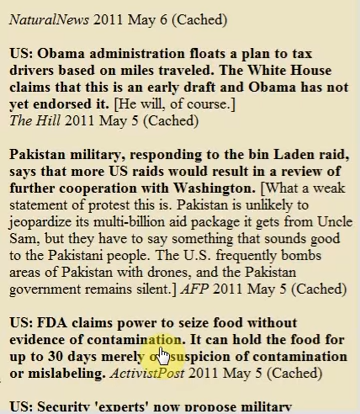 NaturalNews 2011 May 6 (Cached)
US: Obama administration floats a plan to tax
drivers based on miles traveled. The White House
claims that this is an early draft and Obama has not
yet endorsed it. [He will, of course.]
The Hill 2011 May 5 (Cached)
Pakistan military, responding to the bin Laden raid,
says that more US raids would result in a review of
further cooperation with Washington. [What a weak
statement of protest this is. Pakistan is unlikely to
jeopardize its multi-billion aid package it gets from Uncle
Sam, but they have to say something that sounds good
to the Pakistani people. The U.S. frequently bombs
areas of Pakistan with drones, and the Pakistan
government remains silent.] AFP 2011 May 5 (Cached)
US: FDA claims power to seize food without
evidence of contamination. It can hold the food for
up to 30 days merely on suspicion of contamination
or mislabeling. ActivistPost 2011 May 5 (Cached)
US: Security 'experts' now propose military